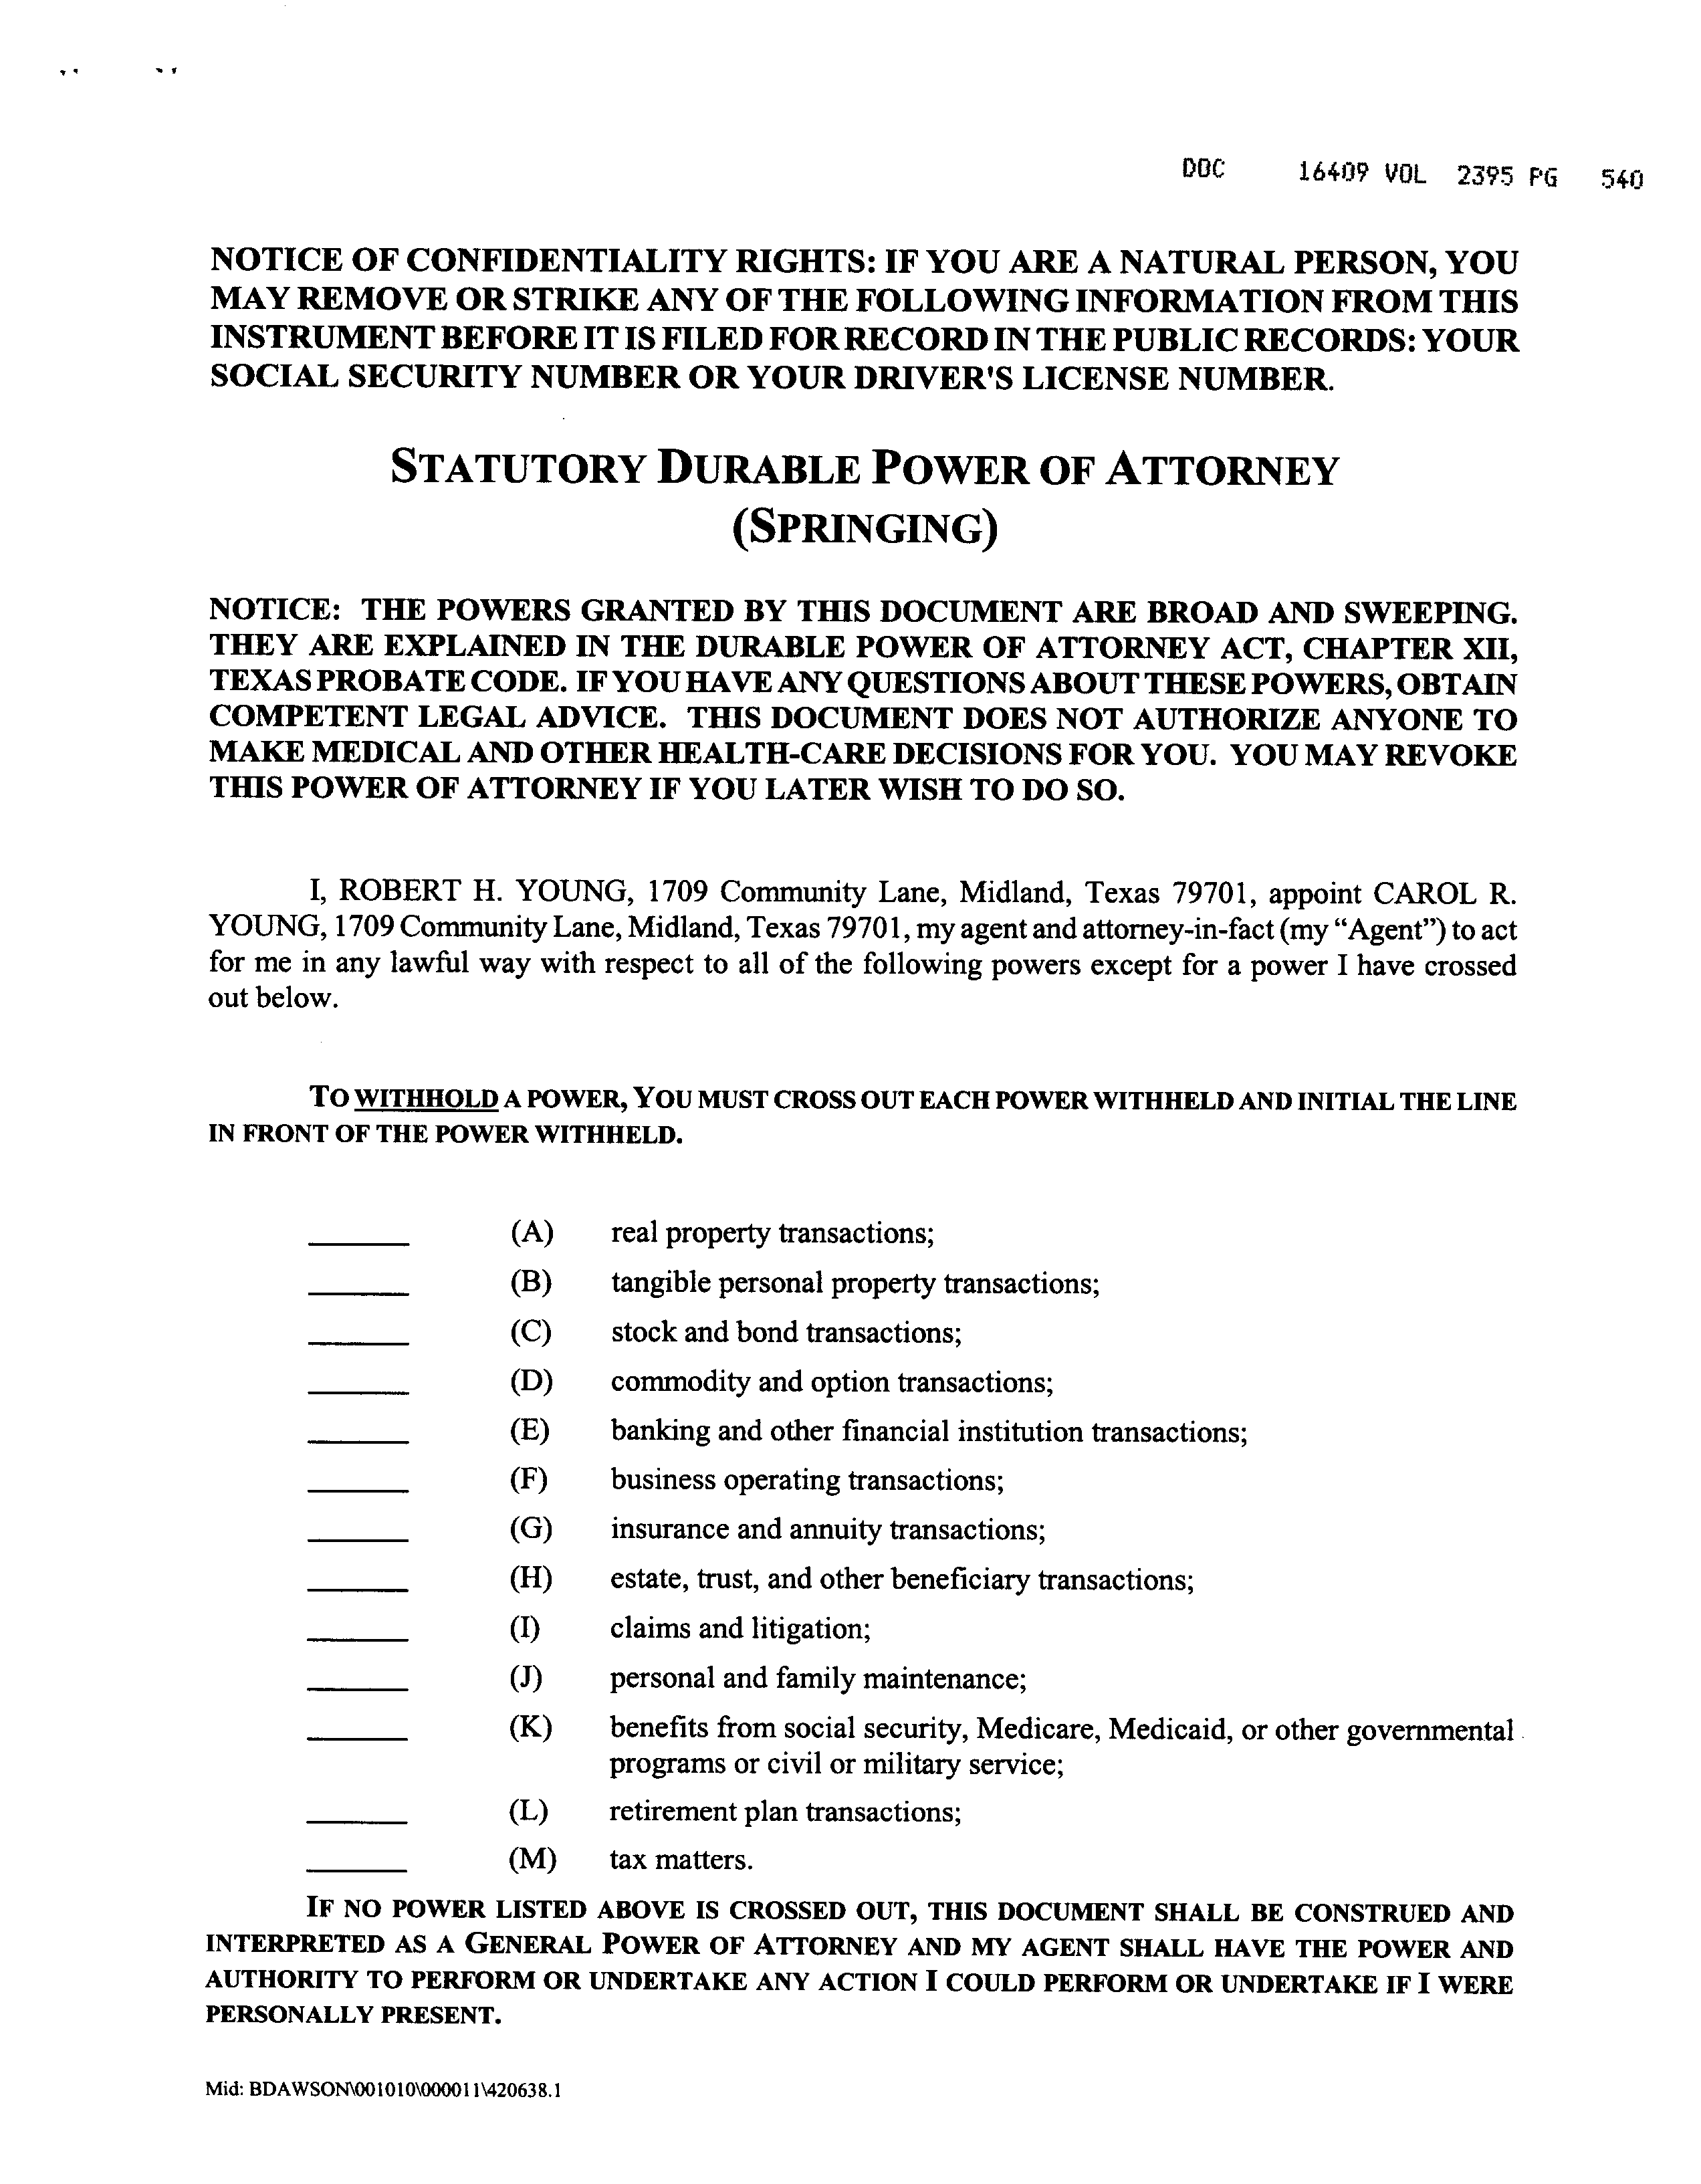 DOC 16409 VOL 2395 PG 540
NOTICE OF CONFIDENTIALITY RIGHTS: IF YOU ARE A NATURAL PERSON, YOU
MAY REMOVE OR STRIKE ANY OF THE FOLLOWING INFORMATION FROM THIS
INSTRUMENT BEFORE IT IS FILED FOR RECORD IN THE PUBLIC RECORDS: YOUR
SOCIAL SECURITY NUMBER OR YOUR DRIVER'S LICENSE NUMBER.
STATUTORY DURABLE POWER OF ATTORNEY
(SPRINGING)
NOTICE: THE POWERS GRANTED BY THIS DOCUMENT ARE BROAD AND SWEEPING.
THEY ARE EXPLAINED IN THE DURABLE POWER OF ATTORNEY ACT, CHAPTER XII,
TEXAS PROBATE CODE. IF YOU HAVE ANY QUESTIONS ABOUT THESE POWERS, OBTAIN
COMPETENT LEGAL ADVICE. THIS DOCUMENT DOES NOT AUTHORIZE ANYONE TO
MAKE MEDICAL AND OTHER HEALTH-CARE DECISIONS FOR YOU. YOU MAY REVOKE
THIS POWER OF ATTORNEY IF YOU LATER WISH TO DO SO.
I, ROBERT H. YOUNG, 1709 Community Lane, Midland, Texas 79701, appoint CAROL R.
YOUNG, 1709 Community Lane, Midland, Texas 79701, my agent and attorney-in-fact (my “Agent”) to act
for me in any lawful way with respect to all of the following powers except for a power I have crossed
out below.
TO WITHHOLD A POWER, YOU MUST CROSS OUT EACH POWER WITHHELD AND INITIAL THE LINE
IN FRONT OF THE POWER WITHHELD.
(A) real property transactions;
(B) tangible personal property transactions;
(C) stock and bond transactions;
(D) commodity and option transactions;
(E) banking and other financial institution transactions;
(F) business operating transactions;
(G) insurance and annuity transactions;
(H) estate, trust, and other beneficiary transactions;
(I) claims and litigation;
(J) personal and family maintenance;
(K) benefits from social security, Medicare, Medicaid, or other governmental
programs or civil or military service;
(L) retirement plan transactions;
(M) tax matters.
IF NO POWER LISTED ABOVE IS CROSSED OUT, THIS DOCUMENT SHALL BE CONSTRUED AND
INTERPRETED AS A GENERAL POWER OF ATTORNEY AND MY AGENT SHALL HAVE THE POWER AND
AUTHORITY TO PERFORM OR UNDERTAKE ANY ACTION I COULD PERFORM OR UNDERTAKE IF I WERE
PERSONALLY PRESENT.
Mid: BDAWSON\001010\000011\420638.1